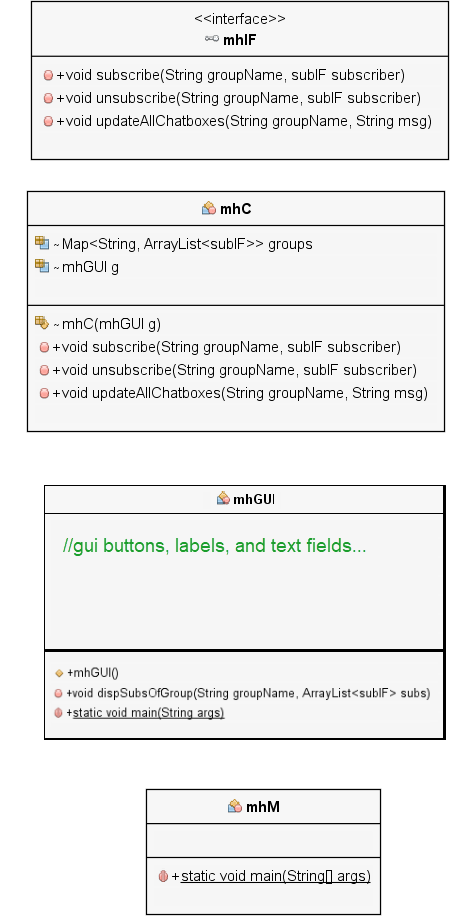 <<interface>>
mhIF
+void subscribe(String groupName, subIF subscriber)
+void unsubscribe(String groupName, subIF subscriber)
+void updateAllChatboxes(String groupName, String msg)
mhC
~Map<String, ArrayList<subIF>> groups
~mhGUI g
~mhC(mhGUI g)
+void subscribe(String groupName, subIF subscriber)
+void unsubscribe(String groupName, subIF subscriber)
+void updateAllChatboxes(String groupName, String msg)
mhGUI
//gui buttons, labels, and text fields...
+mhGUI()
+void dispSubsOfGroup(String groupName, ArrayList<subIF> subs)
+static void main(String args)
mhM
+static void main(String[] args)